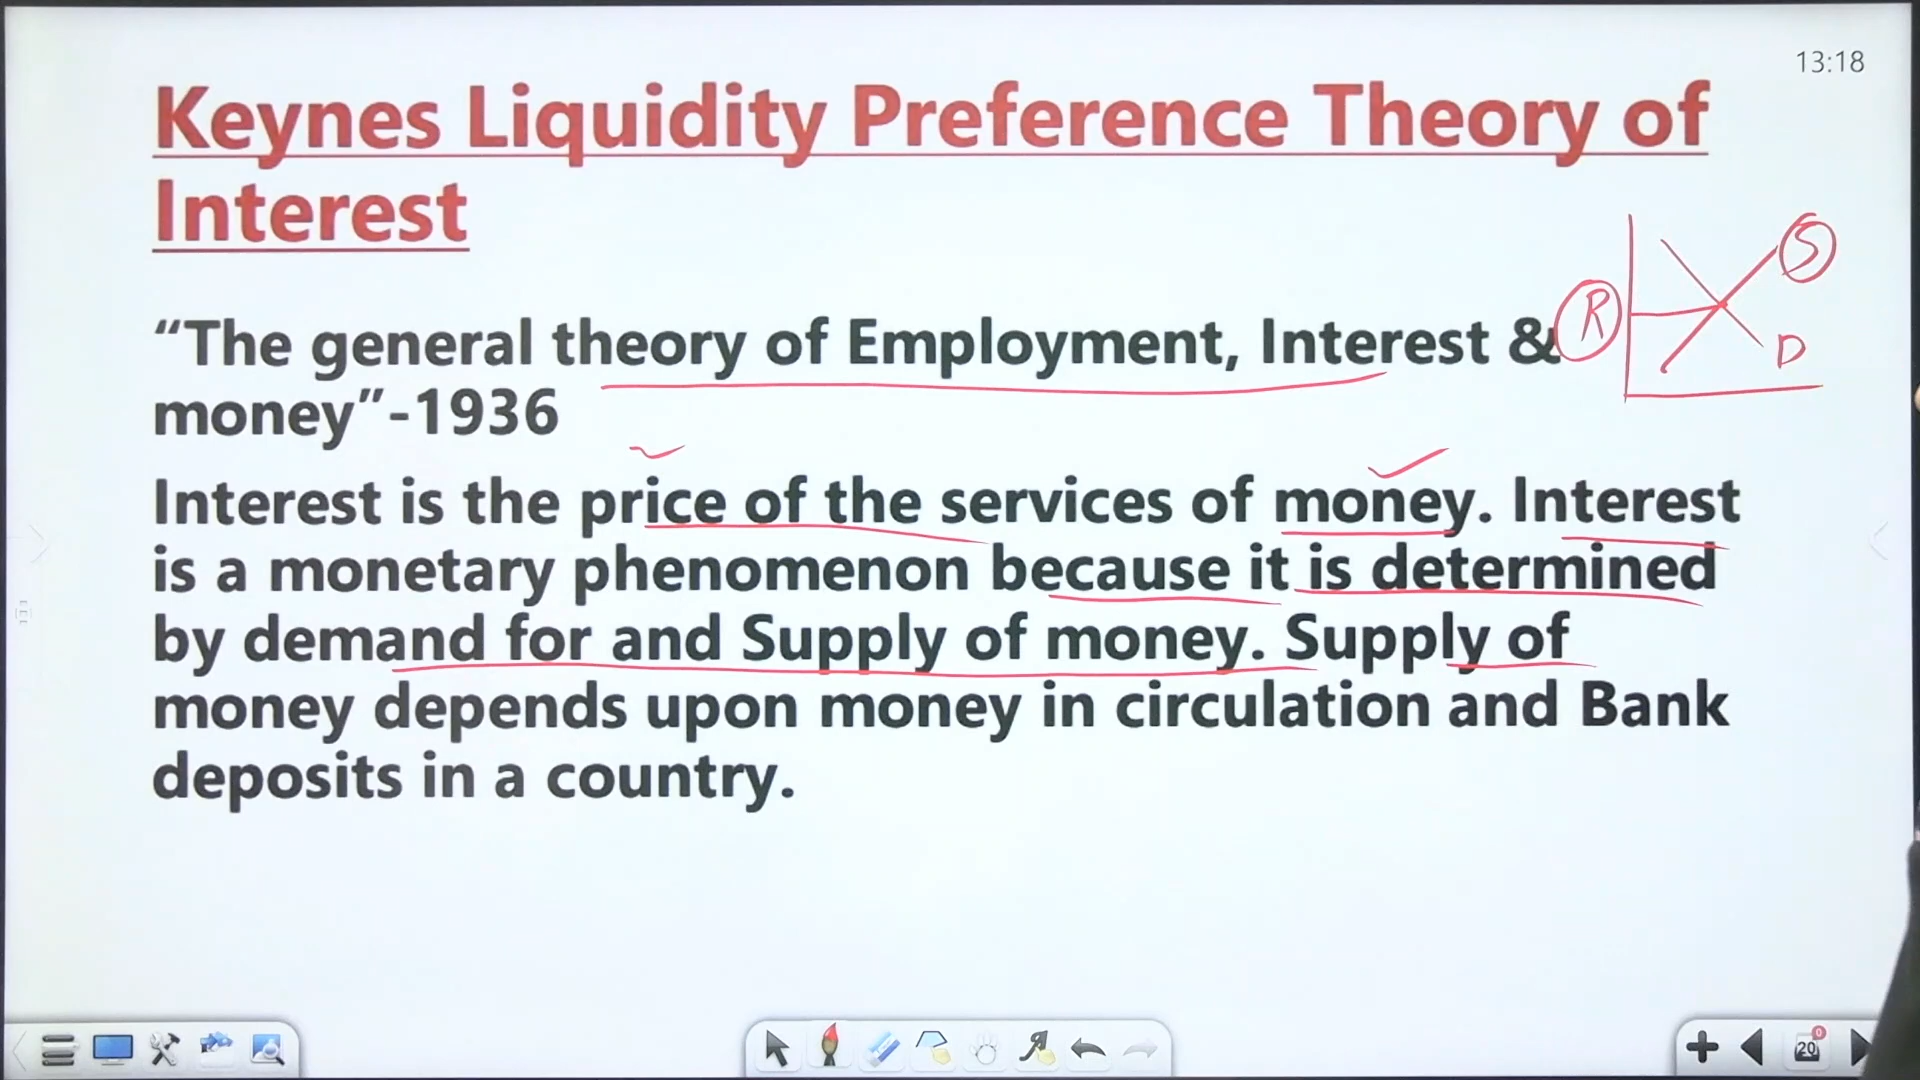 13:18
Keynes Liquidity Preference Theory of
Interest
“The general theory of Employment, Interest &
money”-1936
Interest is the price of the services of money. Interest
is a monetary phenomenon because it is determined
by demand for and Supply of money. Supply of
money depends upon money in circulation and Bank
deposits in a country.
S
R
D
20
0